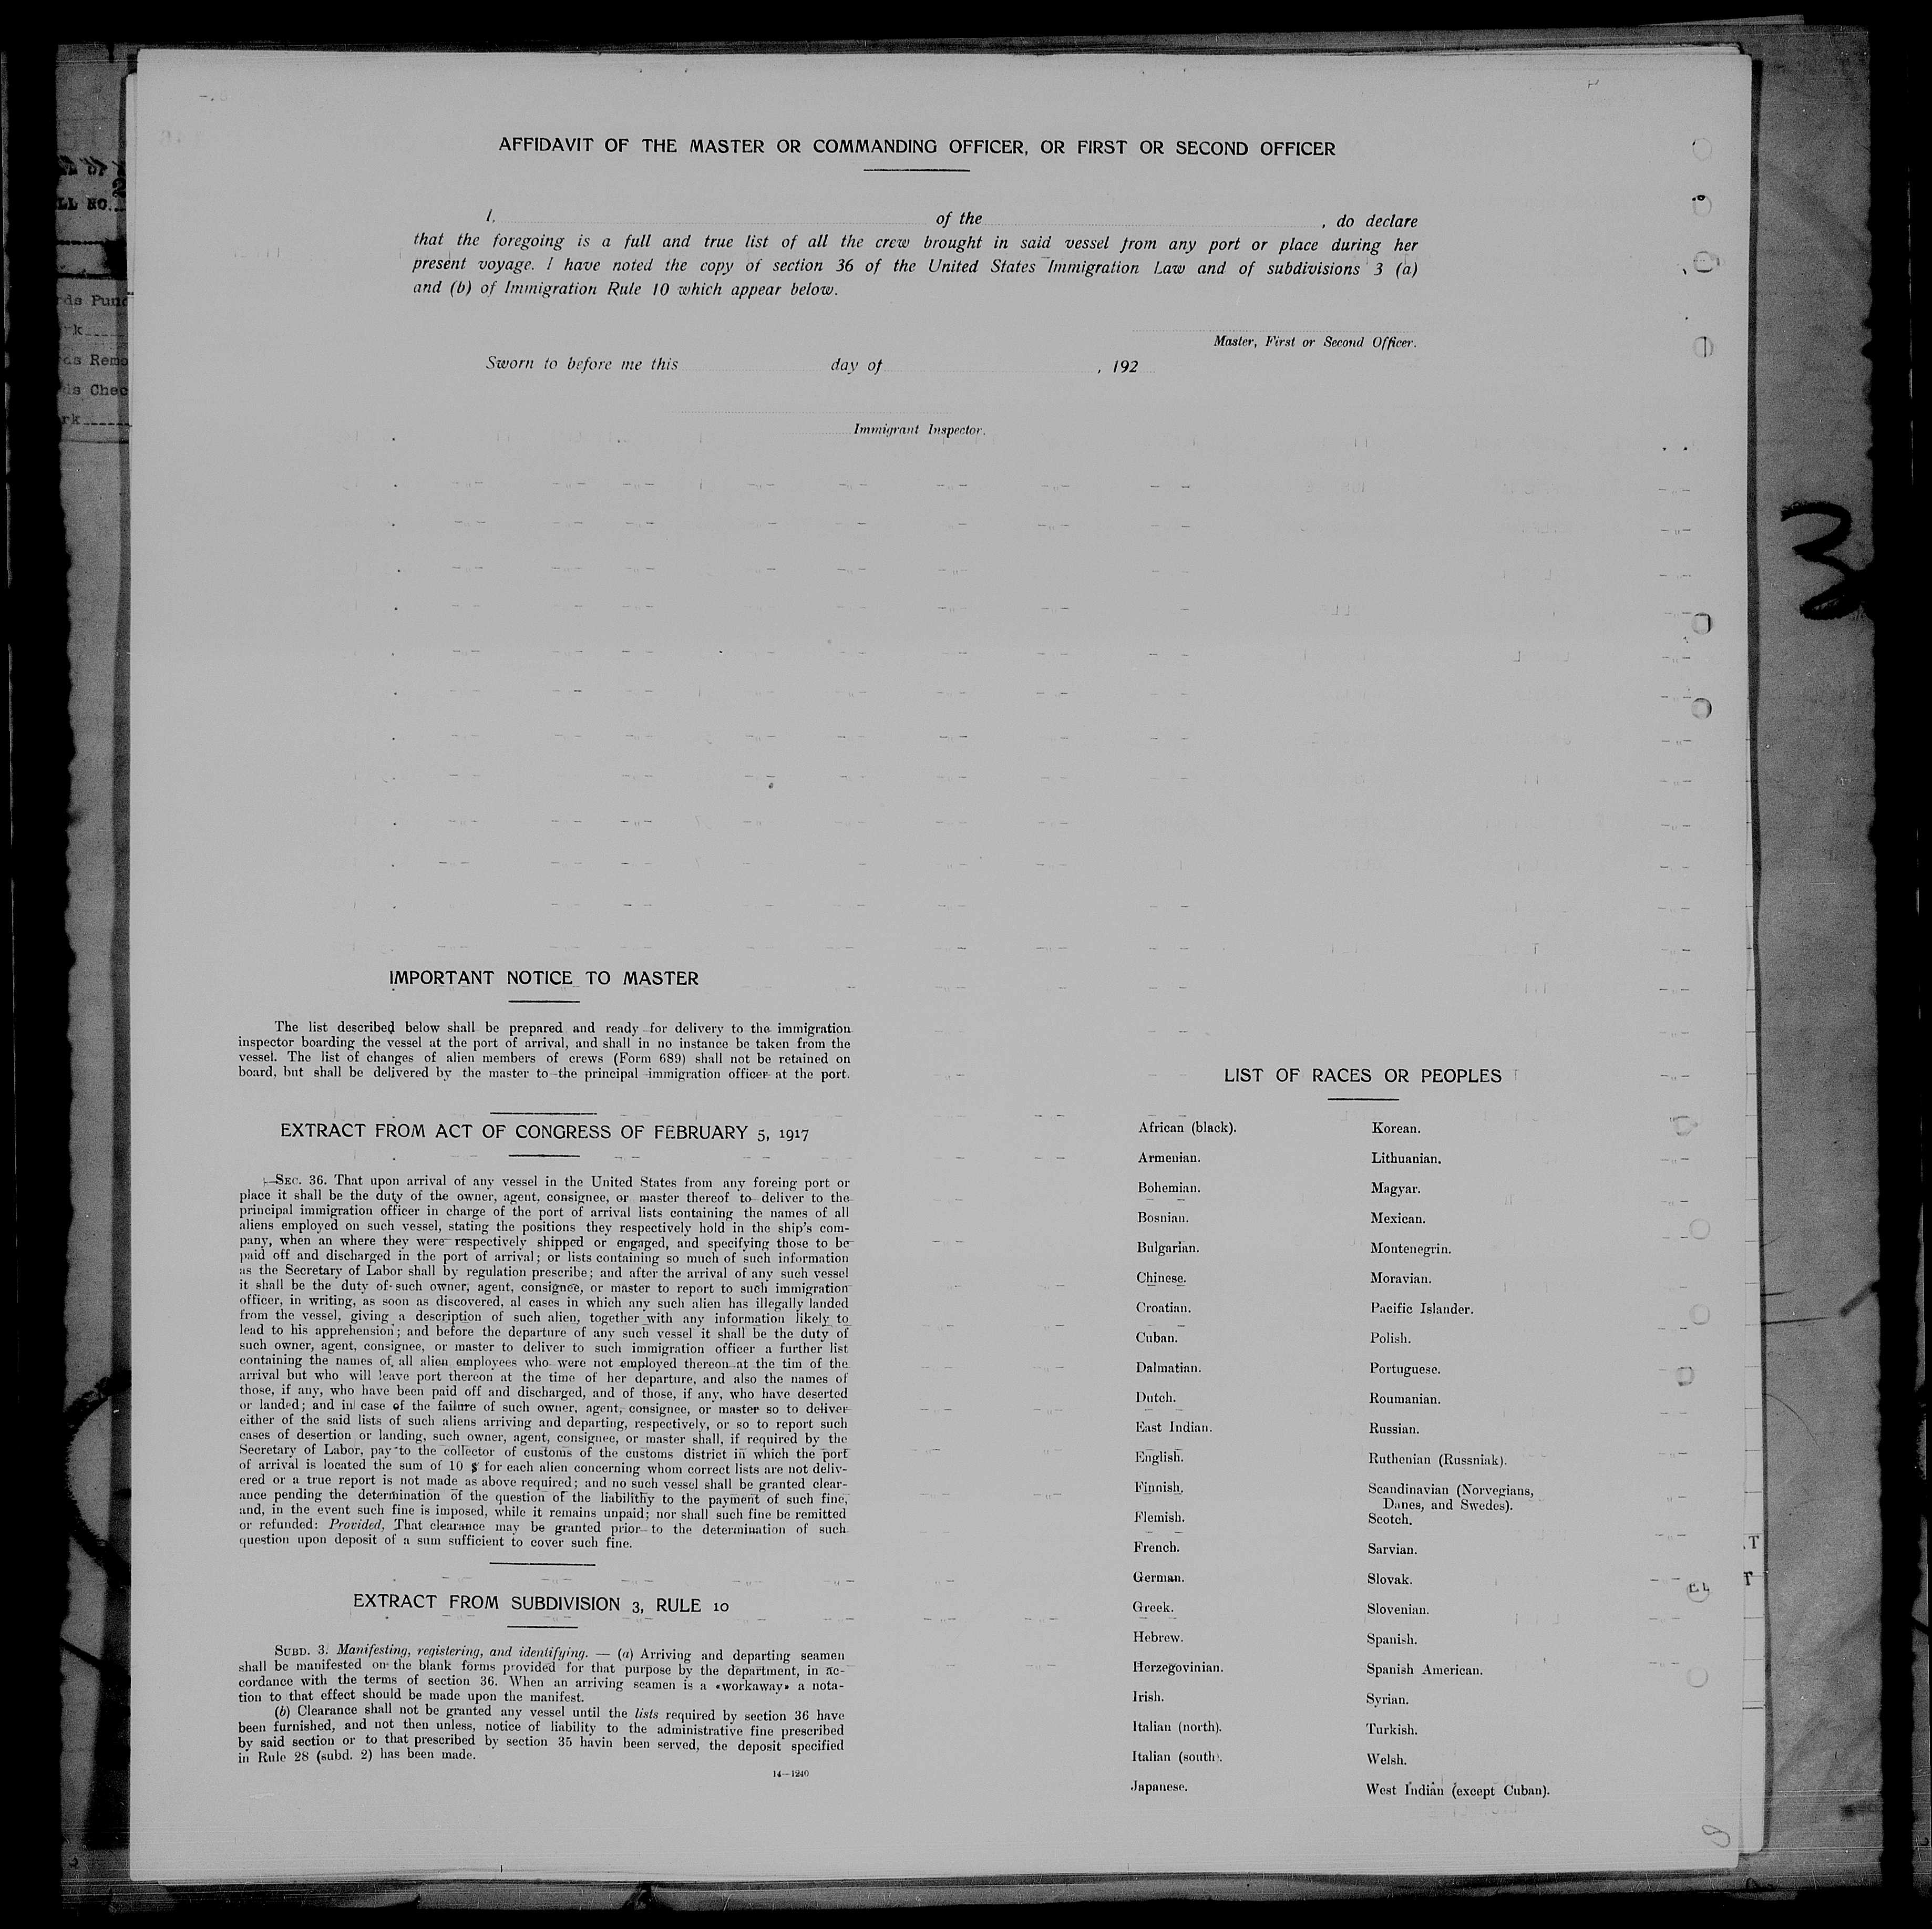 AFFIDAVIT OF THE MASTER OR COMMANDING OFFICER, OR FIRST OR SECOND OFFICER
I, of the , do declare
that the foregoing is a full and true list of all the crew brought in said vessel from any port or place during her
present voyage. I have noted the copy of section 36 of the United States Immigration Law and of subdivisions 3 (a)
and (b) of Immigration Rule 10 which appear below.
Master, First or Second Officer.
Sworn to before me this day of , 192
Immigrant Inspector.
IMPORTANT NOTICE TO MASTER
The list described below shall be prepared and ready for delivery to the immigration
inspector boarding the vessel at the port of arrival, and shall in no instance be taken from the
vessel. The list of changes of alien members of crews (Form 689) shall not be retained on
board, but shall be delivered by the master to the principal immigration officer at the port.
EXTRACT FROM ACT OF CONGRESS OF FEBRUARY 5, 1917
SEC. 36. That upon arrival of any vessel in the United States from any foreing port or
place it shall be the duty of the owner, agent, consignee, or master thereof to deliver to the
principal immigration officer in charge of the port of arrival lists containing the names of all
aliens employed on such vessel, stating the positions they respectively hold in the ship's com-
pany, when an where they were respectively shipped or engaged, and specifying those to be
paid off and discharged in the port of arrival; or lists containing so much of such information
as the Secretary of Labor shall by regulation prescribe; and after the arrival of any such vessel
it shall be the duty of such owner, agent, consignee, or master to report to such immigration
officer, in writing, as soon as discovered, al cases in which any such alien has illegally landed
from the vessel, giving a description of such alien, together with any information likely to
lead to his apprehension; and before the departure of any such vessel it shall be the duty of
such owner, agent, consignee, or master to deliver to such immigration officer a further list
containing the names of all alien employees who were not employed thereon at the tim of the
arrival but who will leave port thereon at the time of her departure, and also the names of
those, if any, who have been paid off and discharged, and of those, if any, who have deserted
or landed; and in case of the failure of such owner, agent, consignee, or master so to deliver
either of the said lists of such aliens arriving and departing, respectively, or so to report such
cases of desertion or landing, such owner, agent, consignee, or master shall, if required by the
Secretary of Labor, pay to the collector of customs of the customs district in which the port
of arrival is located the sum of 10 $ for each alien concerning whom correct lists are not deliv-
ered or a true report is not made as above required; and no such vessel shall be granted clear-
ance pending the determination of the question of the liabilithy to the payment of such fine,
and, in the event such fine is imposed, while it remains unpaid; nor shall such fine be remitted
or refunded: Provided, That clearance may be granted prior to the determination of such
question upon deposit of a sum sufficient to cover such fine.
EXTRACT FROM SUBDIVISION 3, RULE 10
SUBD. 3. Manifesting, registering, and identifying. — (a) Arriving and departing seamen
shall be manifested on the blank forms provided for that purpose by the department, in ac-
cordance with the terms of section 36. When an arriving seamen is a «workaway» a nota-
tion to that effect should be made upon the manifest.
(b) Clearance shall not be granted any vessel until the lists required by section 36 have
been furnished, and not then unless, notice of liability to the administrative fine prescribed
by said section or to that prescribed by section 35 havin been served, the deposit specified
in Rule 28 (subd. 2) has been made.
14—1240
LIST OF RACES OR PEOPLES
African (black).
Armenian.
Bohemian.
Bosnian.
Bulgarian.
Chinese.
Croatian.
Cuban.
Dalmatian.
Dutch.
East Indian.
English.
Finnish.
Flemish.
French.
German.
Greek.
Hebrew.
Herzegovinian.
Irish.
Italian (north).
Italian (south).
Japanese.
Korean.
Lithuanian.
Magyar.
Mexican.
Montenegrin.
Moravian.
Pacific Islander.
Polish.
Portuguese.
Roumanian.
Russian.
Ruthenian (Russniak).
Scandinavian (Norvegians,
Danes, and Swedes).
Scotch.
Sarvian.
Slovak.
Slovenian.
Spanish.
Spanish American.
Syrian.
Turkish.
Welsh.
West Indian (except Cuban).